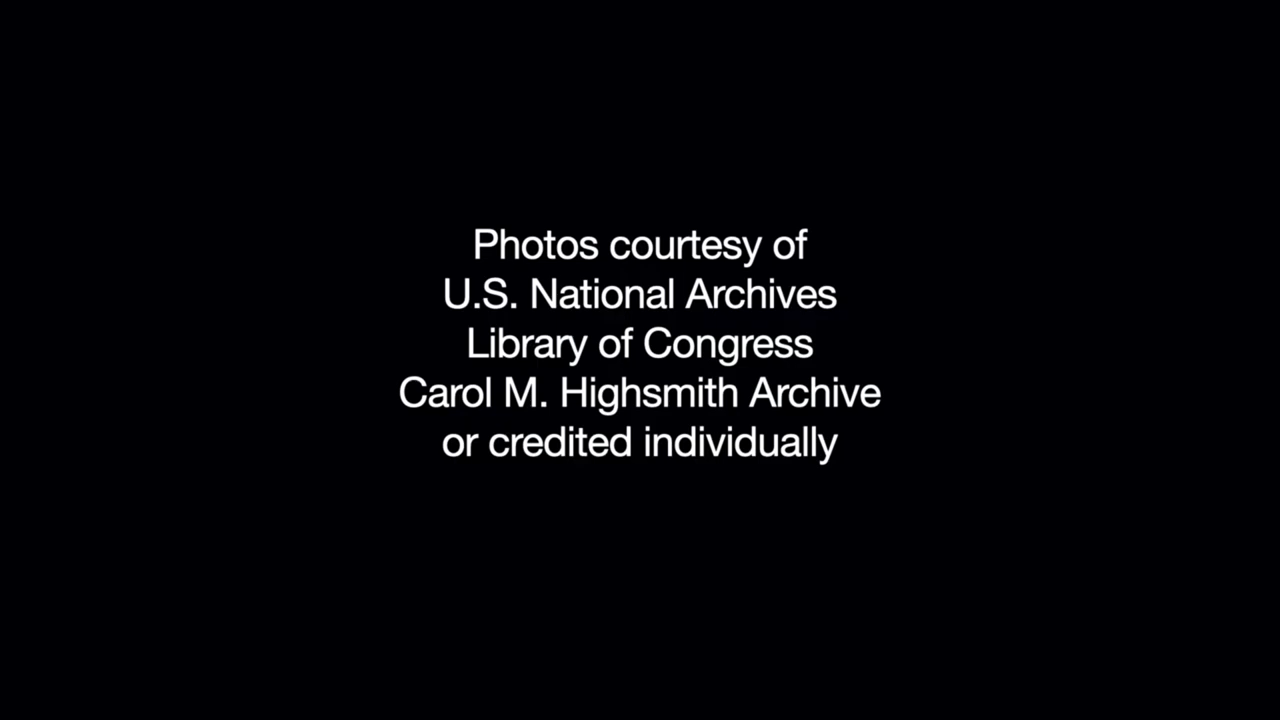 Photos courtesy of
U.S. National Archives
Library of Congress
Carol M. Highsmith Archive
or credited individually